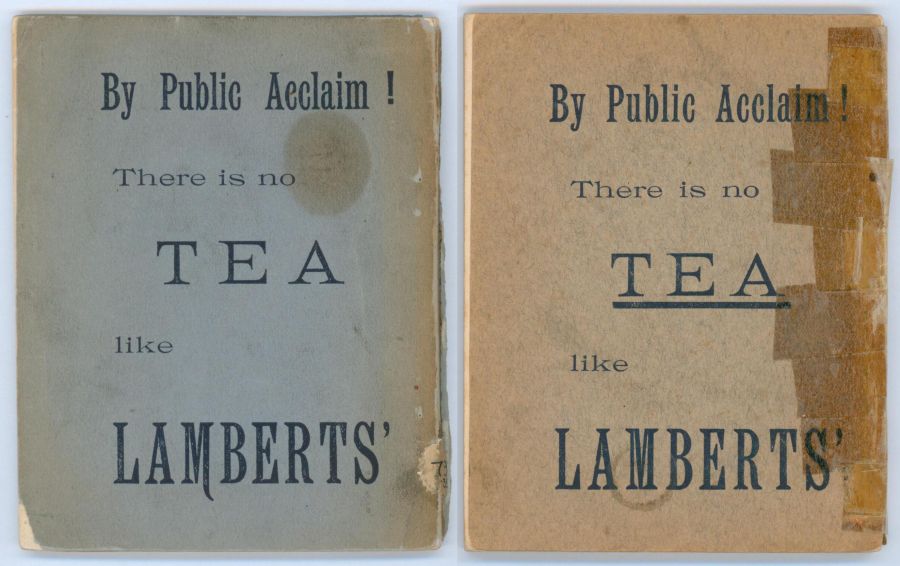 By Public Acclaim !
There is no
TEA
like
LAMBERTS'
By Public Acclaim !
There is no
TEA
like
LAMBERTS'